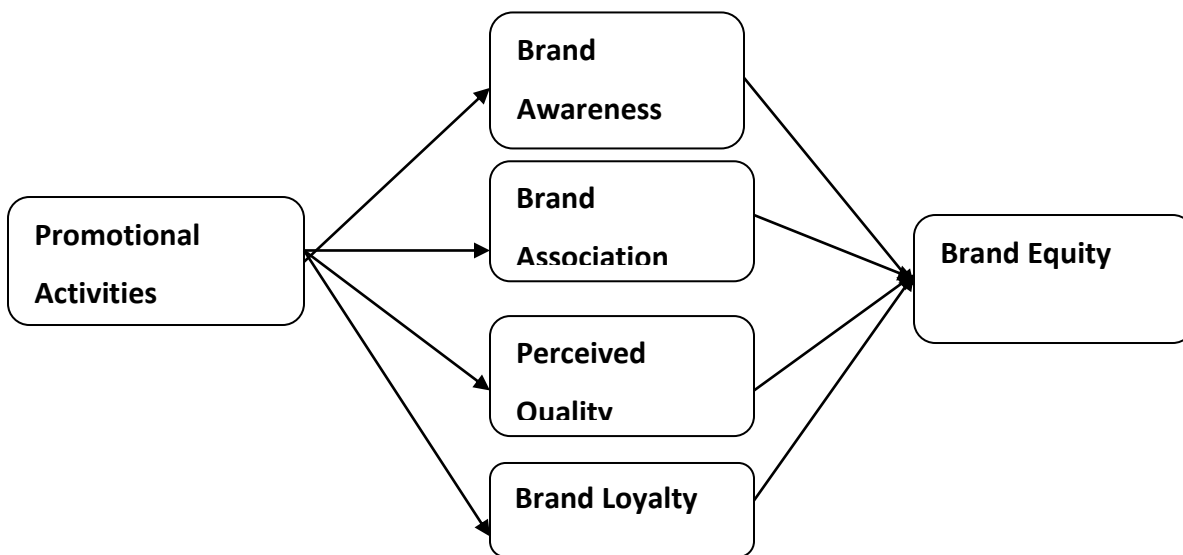 Brand
Awareness
Promotional
Activities
Brand
Association
Brand Equity
Perceived
Quality
Brand Loyalty